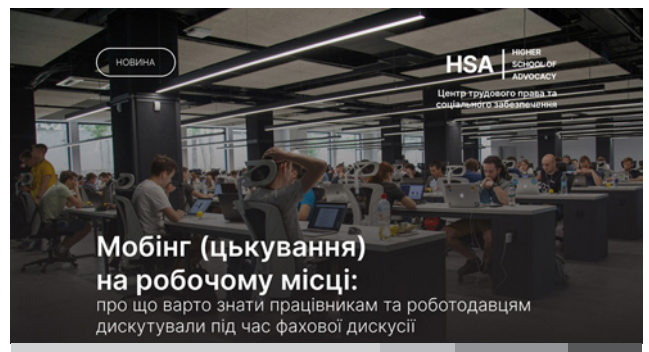 НОВИНА
HSA
HIGHER
SCHOOL OF
ADVOCACY
Центр трудового права та
соціального забезпечення
Мобінг (цькування)
на робочому місці:
про що варто знати працівникам та роботодавцям
дискутували під час фахової дискусії